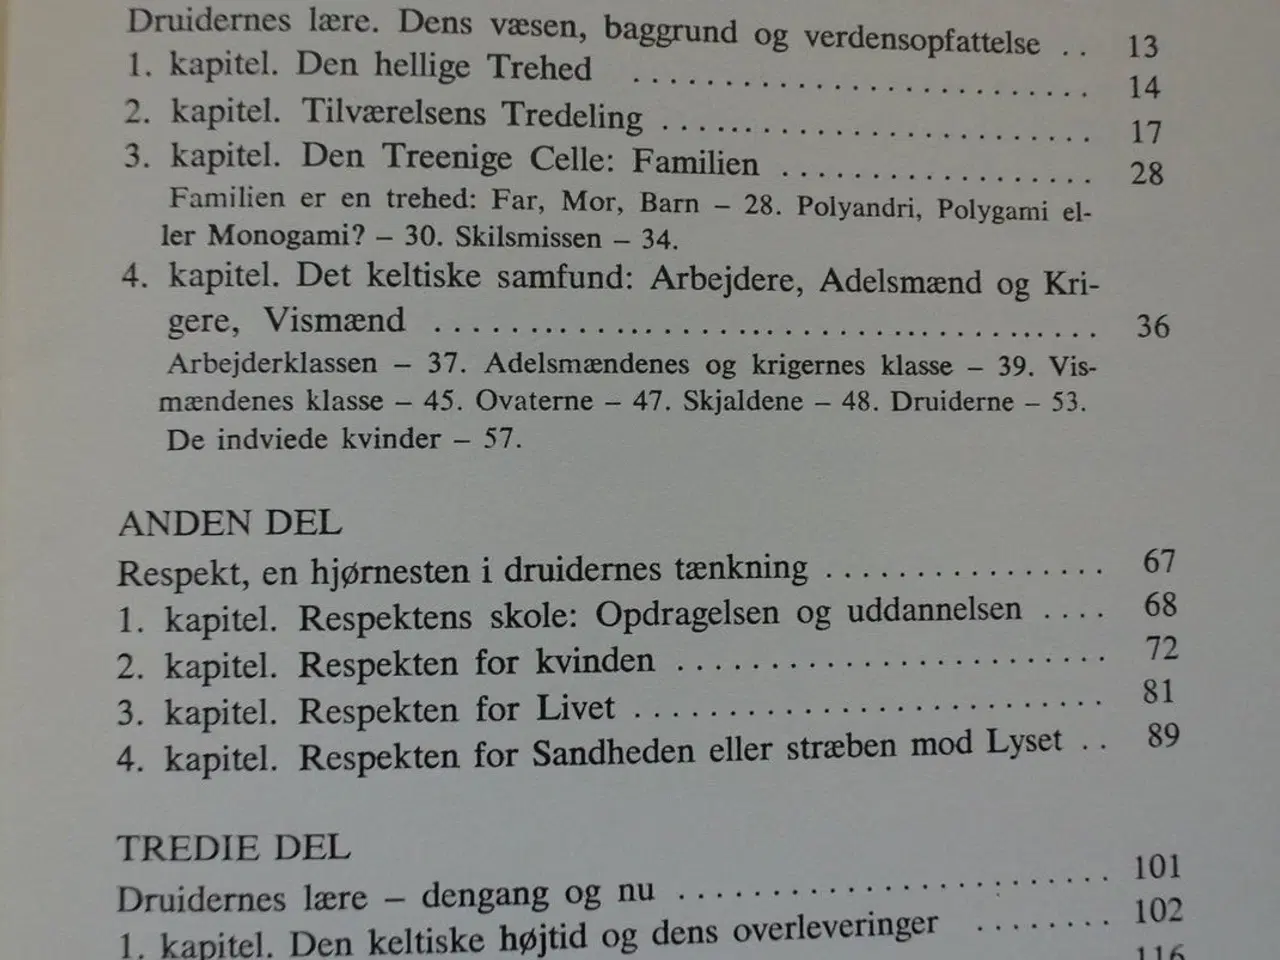 Druidernes lære. Dens væsen, baggrund og verdensopfattelse .. 13
1. kapitel. Den hellige Trehed .......................... 14
2. kapitel. Tilværelsens Tredeling ........................ 17
3. kapitel. Den Treenige Celle: Familien .................. 28
Familien er en trehed: Far, Mor, Barn – 28. Polyandri, Polygami el-
ler Monogami? – 30. Skilsmissen – 34.
4. kapitel. Det keltiske samfund: Arbejdere, Adelsmænd og Kri-
gere, Vismænd ..................................... 36
Arbejderklassen – 37. Adelsmændenes og krigernes klasse – 39. Vis-
mændenes klasse – 45. Ovaterne – 47. Skjaldene – 48. Druiderne – 53.
De indviede kvinder – 57.
ANDEN DEL
Respekt, en hjørnesten i druidernes tænkning ................ 67
1. kapitel. Respektens skole: Opdragelsen og uddannelsen .... 68
2. kapitel. Respekten for kvinden ........................ 72
3. kapitel. Respekten for Livet .......................... 81
4. kapitel. Respekten for Sandheden eller stræben mod Lyset .. 89
TREDIE DEL
Druidernes lære – dengang og nu ........................ 101
1. kapitel. Den keltiske højtid og dens overleveringer ........ 102
116